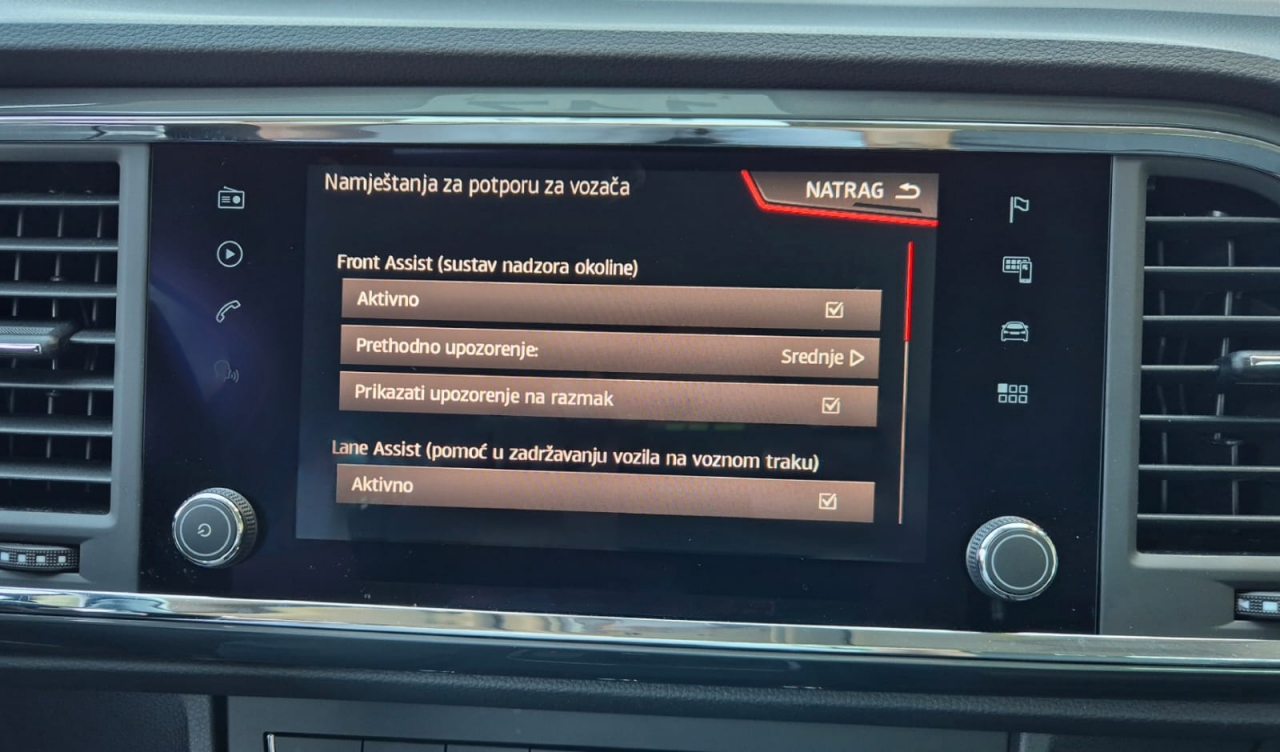 Namještanja za potporu za vozača
NATRAG
Front Assist (sustav nadzora okoline)
Aktivno
Prethodno upozorenje:
Srednje
Prikazati upozorenje na razmak
Lane Assist (pomoć u zadržavanju vozila na voznom traku)
Aktivno